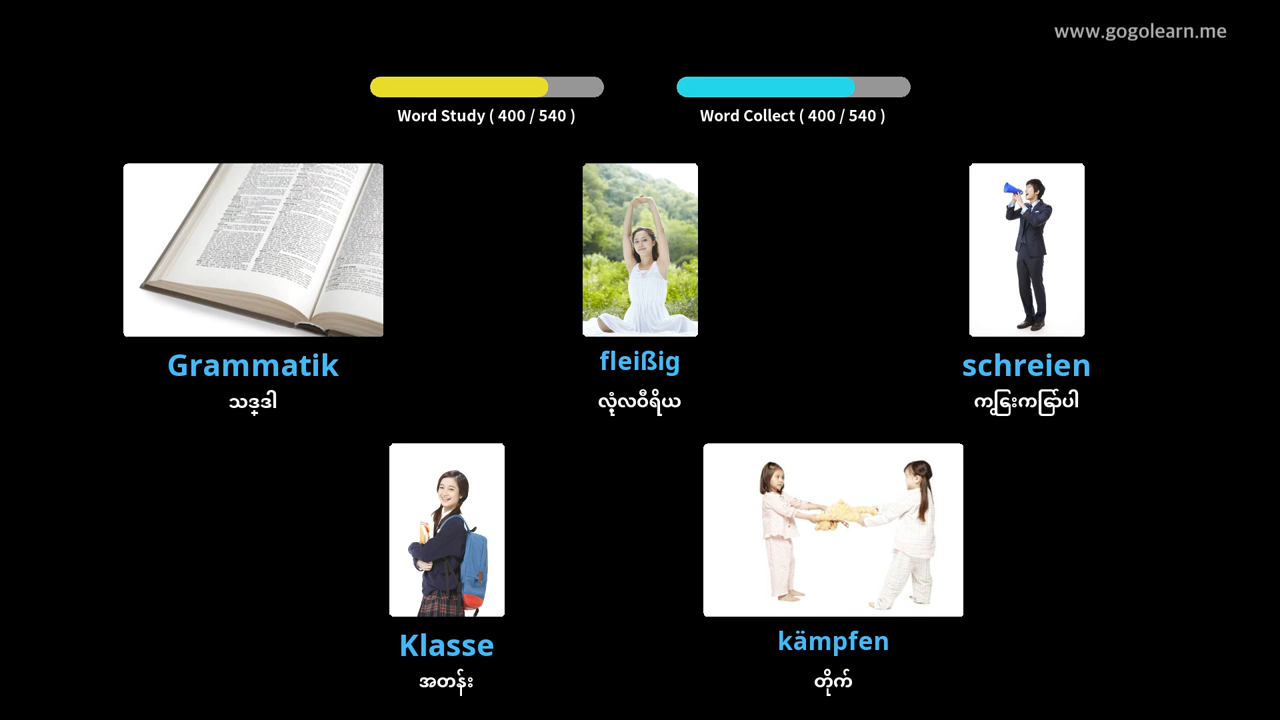 www.gogolearn.me
Word Study ( 400 / 540 )
Word Collect ( 400 / 540 )
Grammatik
သဒ္ဒါ
fleißig
လုံ့လဝီရိယ
schreien
ကြွေးကြော်ပါ
Klasse
အတန်း
kämpfen
တိုက်